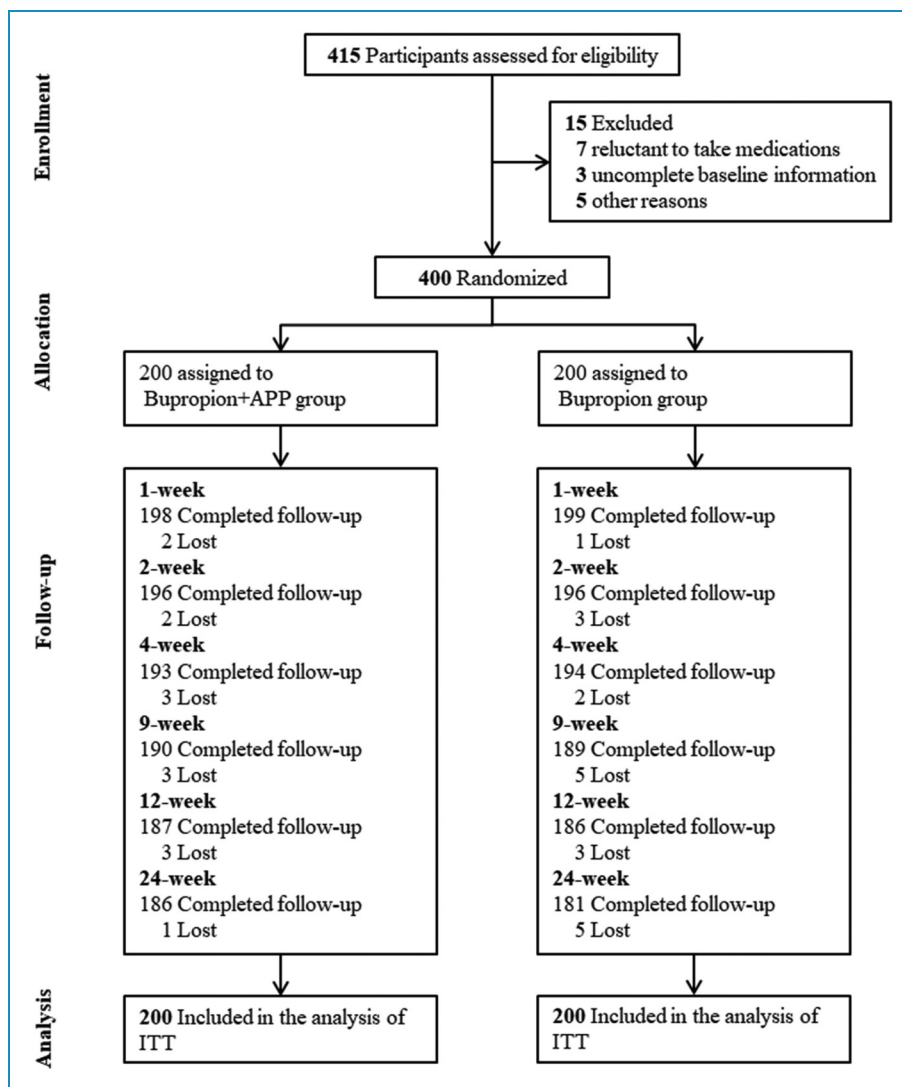 Enrollment
415 Participants assessed for eligibility
15 Excluded
7 reluctant to take medications
3 uncomplete baseline information
5 other reasons
400 Randomized
Allocation
200 assigned to
Bupropion+APP group
200 assigned to
Bupropion group
Follow-up
1-week
198 Completed follow-up
2 Lost
2-week
196 Completed follow-up
2 Lost
4-week
193 Completed follow-up
3 Lost
9-week
190 Completed follow-up
3 Lost
12-week
187 Completed follow-up
3 Lost
24-week
186 Completed follow-up
1 Lost
1-week
199 Completed follow-up
1 Lost
2-week
196 Completed follow-up
3 Lost
4-week
194 Completed follow-up
2 Lost
9-week
189 Completed follow-up
5 Lost
12-week
186 Completed follow-up
3 Lost
24-week
181 Completed follow-up
5 Lost
Analysis
200 Included in the analysis of
ITT
200 Included in the analysis of
ITT